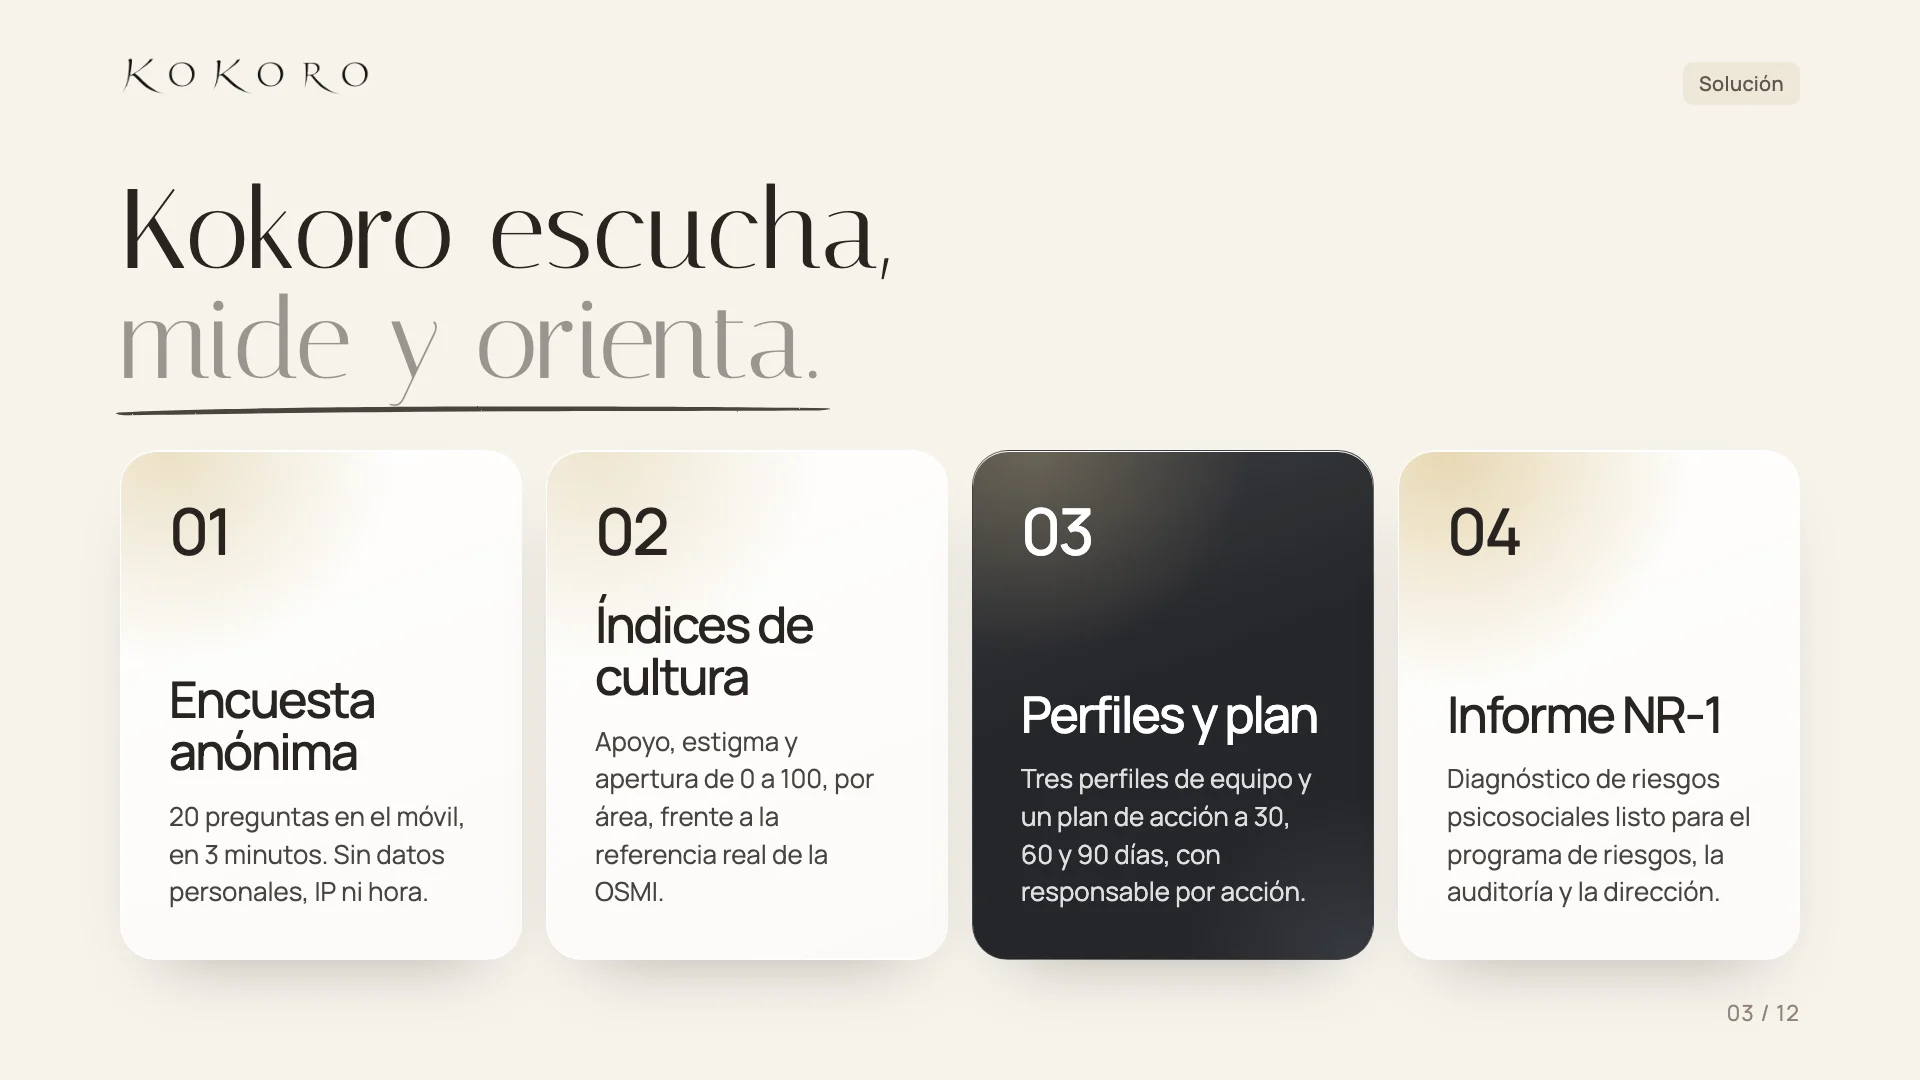 KOKORO
Solución
Kokoro escucha,
mide y orienta.
01
Encuesta
anónima
20 preguntas en el móvil,
en 3 minutos. Sin datos
personales, IP ni hora.
02
Índices de
cultura
Apoyo, estigma y
apertura de 0 a 100, por
área, frente a la
referencia real de la
OSMI.
03
Perfiles y plan
Tres perfiles de equipo y
un plan de acción a 30,
60 y 90 días, con
responsable por acción.
04
Informe NR-1
Diagnóstico de riesgos
psicosociales listo para el
programa de riesgos, la
auditoría y la dirección.
03 / 12